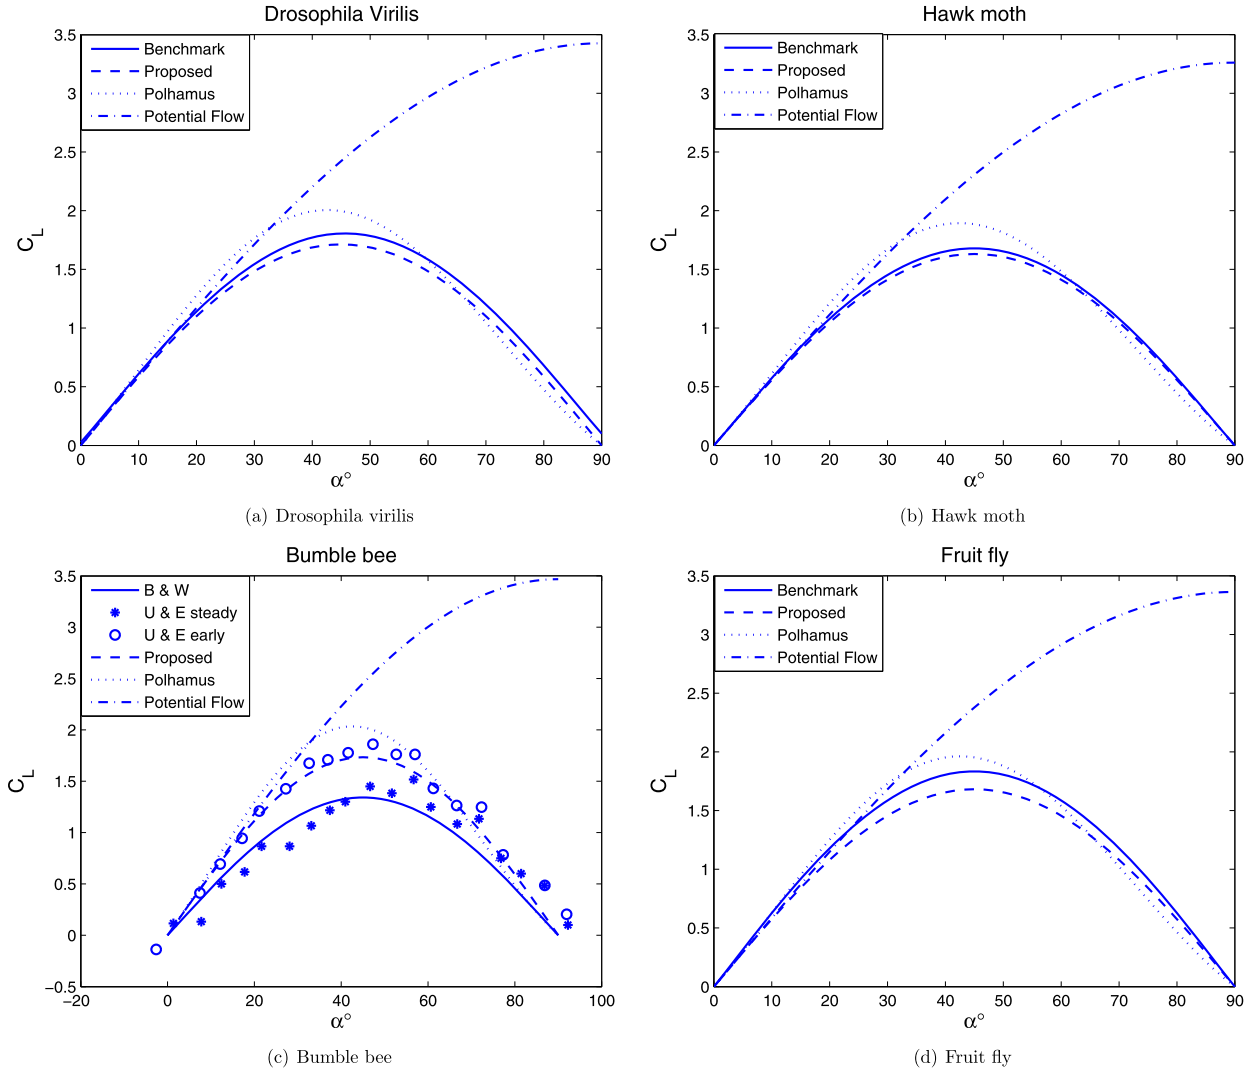 Drosophila Virilis
3.5
3
2.5
2
1.5
1
0.5
0
C_L
Benchmark
Proposed
Polhamus
Potential Flow
0 10 20 30 40 50 60 70 80 90
α°
(a) Drosophila virilis
Hawk moth
3.5
3
2.5
2
1.5
1
0.5
0
C_L
Benchmark
Proposed
Polhamus
Potential Flow
0 10 20 30 40 50 60 70 80 90
α°
(b) Hawk moth
Bumble bee
3.5
3
2.5
2
1.5
1
0.5
0
−0.5
C_L
B & W
U & E steady
U & E early
Proposed
Polhamus
Potential Flow
−20 0 20 40 60 80 100
α°
(c) Bumble bee
Fruit fly
3.5
3
2.5
2
1.5
1
0.5
0
C_L
Benchmark
Proposed
Polhamus
Potential Flow
0 10 20 30 40 50 60 70 80 90
α°
(d) Fruit fly